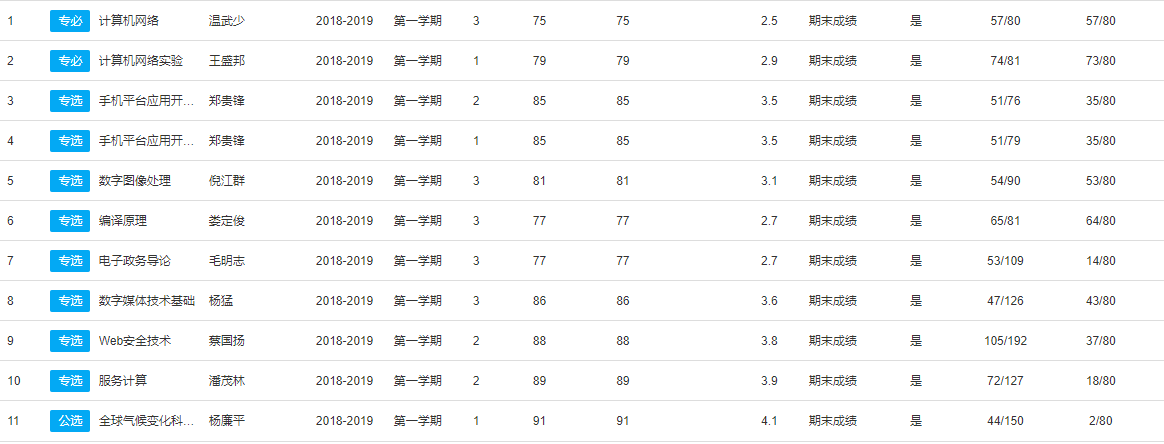 1 专必 计算机网络 温武少 2018-2019 第一学期 3 75 75 2.5 期末成绩 是 57/80 57/80
2 专必 计算机网络实验 王盛邦 2018-2019 第一学期 1 79 79 2.9 期末成绩 是 74/81 73/80
3 专选 手机平台应用开... 郑贵锋 2018-2019 第一学期 2 85 85 3.5 期末成绩 是 51/76 35/80
4 专选 手机平台应用开... 郑贵锋 2018-2019 第一学期 1 85 85 3.5 期末成绩 是 51/79 35/80
5 专选 数字图像处理 倪江群 2018-2019 第一学期 3 81 81 3.1 期末成绩 是 54/90 53/80
6 专选 编译原理 娄定俊 2018-2019 第一学期 3 77 77 2.7 期末成绩 是 65/81 64/80
7 专选 电子政务导论 毛明志 2018-2019 第一学期 3 77 77 2.7 期末成绩 是 53/109 14/80
8 专选 数字媒体技术基础 杨猛 2018-2019 第一学期 3 86 86 3.6 期末成绩 是 47/126 43/80
9 专选 Web安全技术 蔡国扬 2018-2019 第一学期 2 88 88 3.8 期末成绩 是 105/192 37/80
10 专选 服务计算 潘茂林 2018-2019 第一学期 2 89 89 3.9 期末成绩 是 72/127 18/80
11 公选 全球气候变化科... 杨廉平 2018-2019 第一学期 1 91 91 4.1 期末成绩 是 44/150 2/80